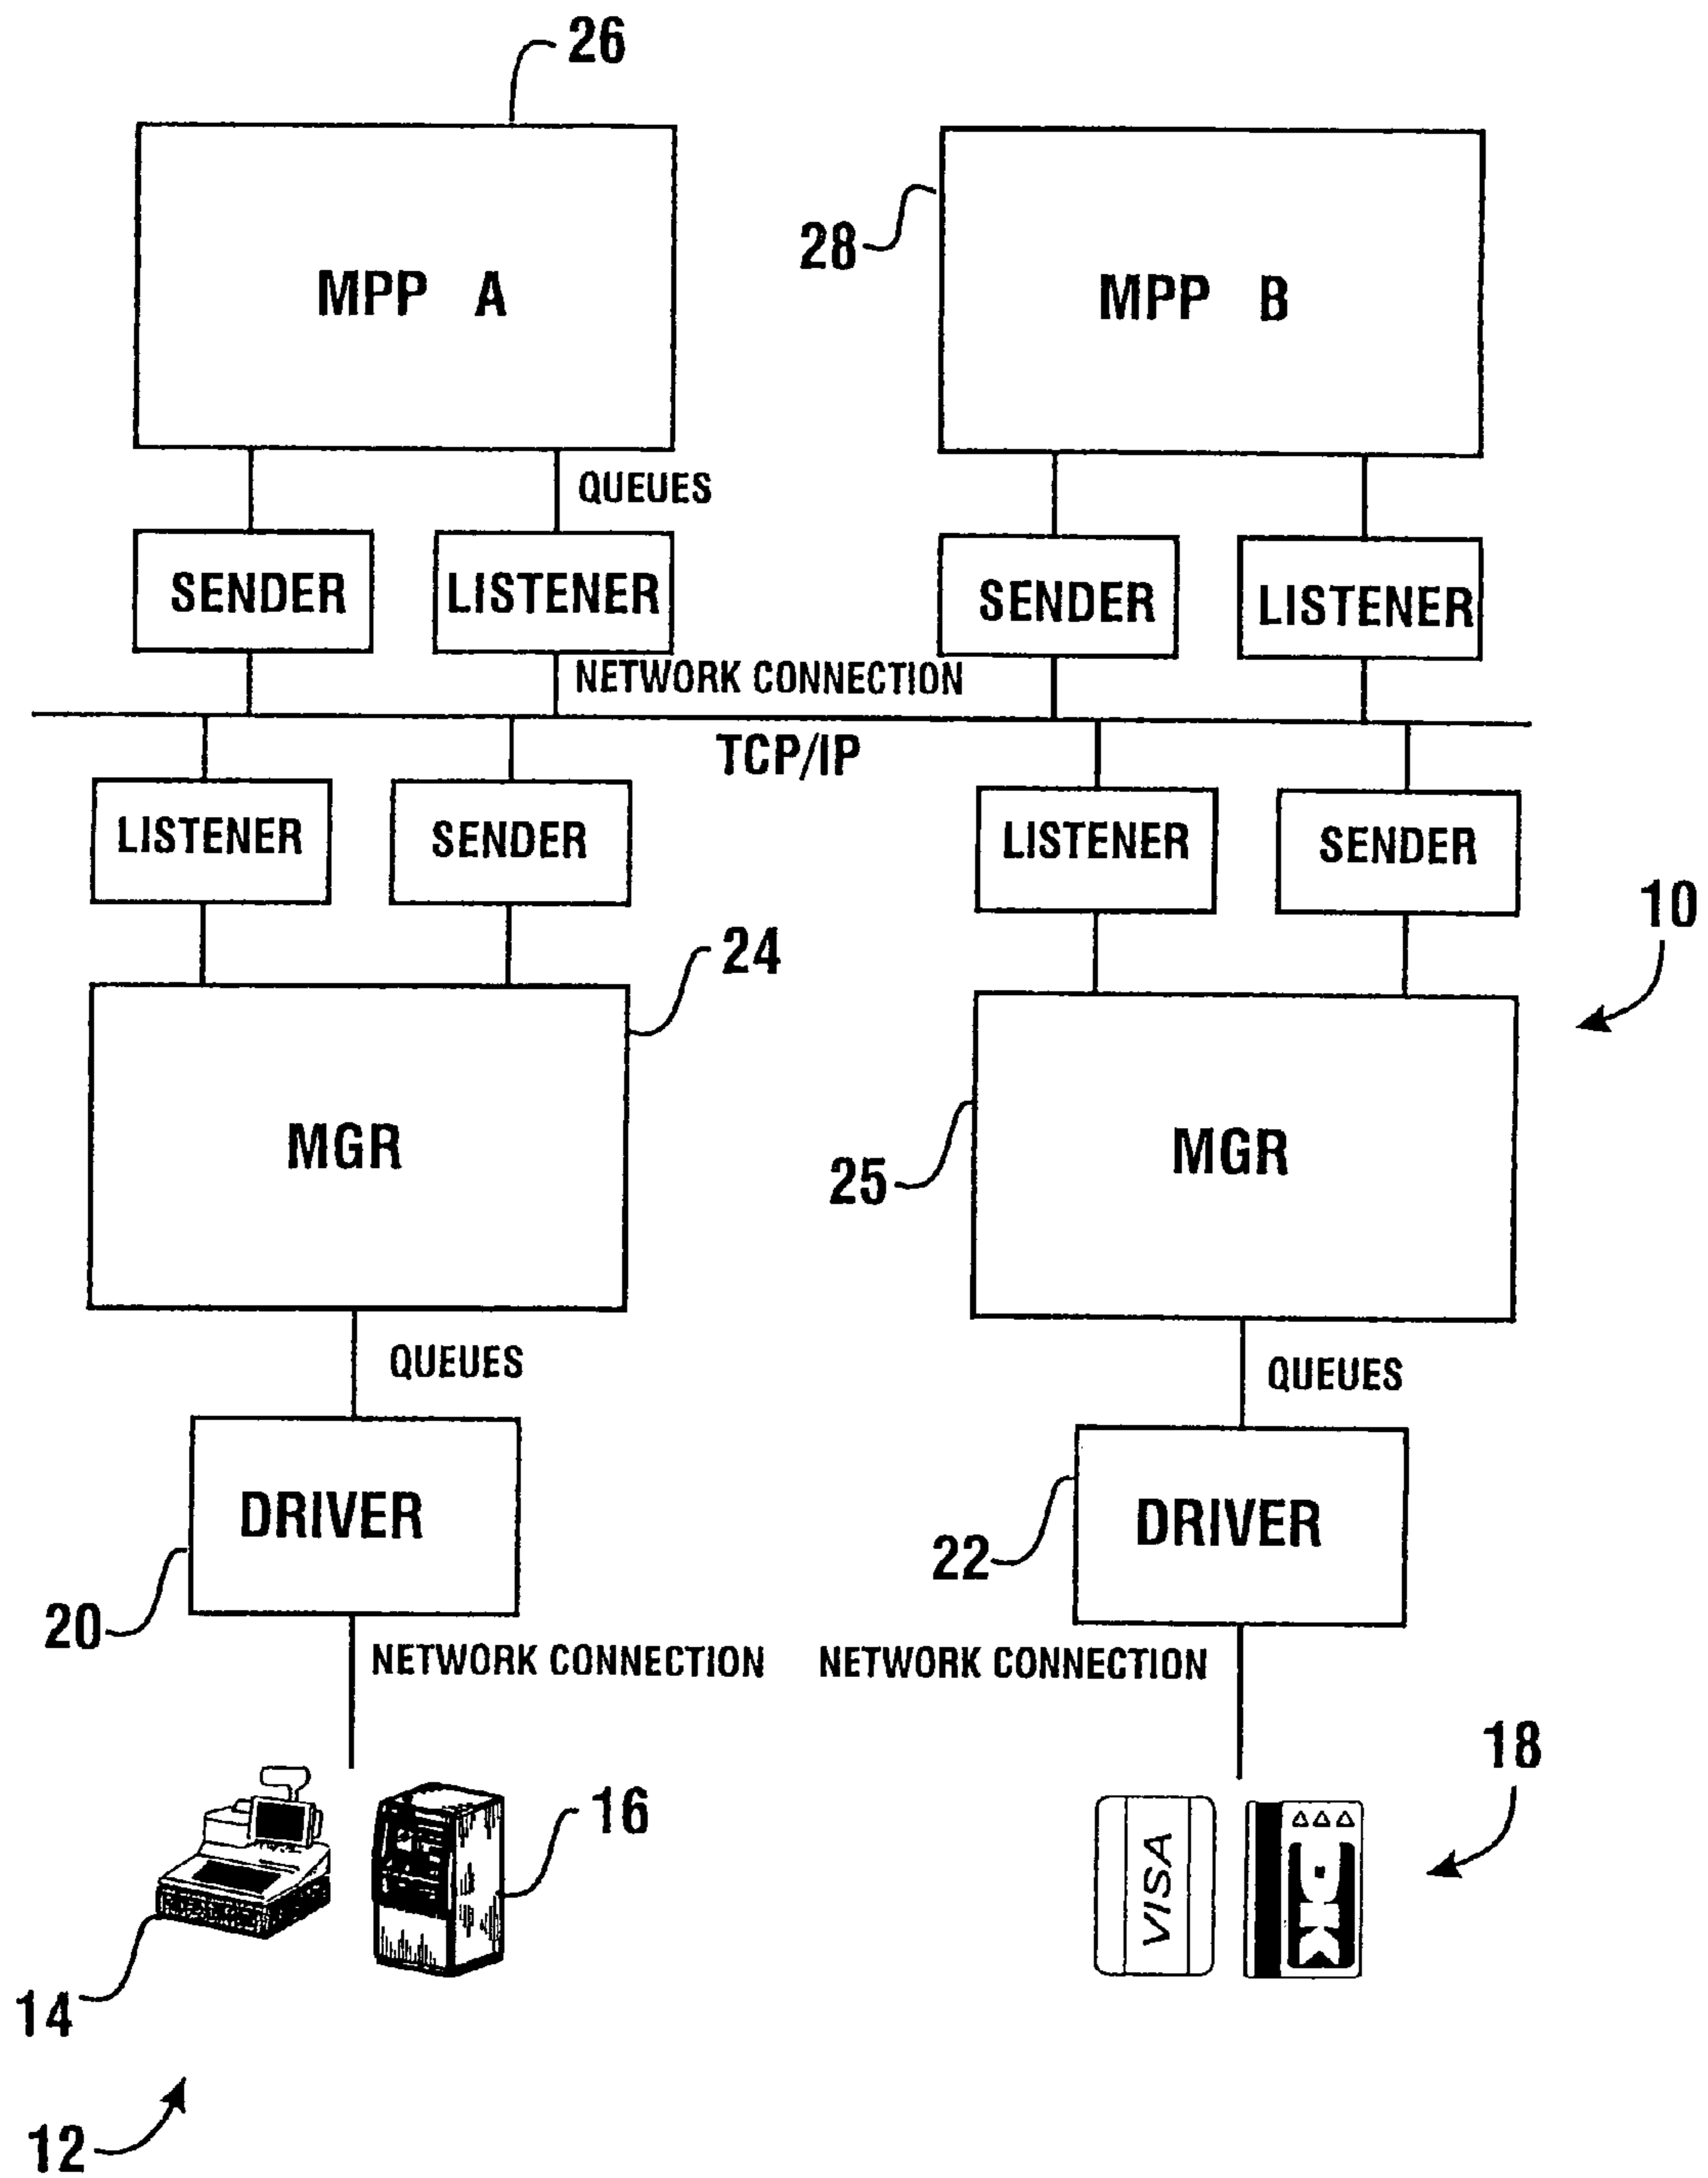 26
28
MPP A
MPP B
QUEUES
SENDER
LISTENER
SENDER
LISTENER
NETWORK CONNECTION
TCP/IP
LISTENER
SENDER
LISTENER
SENDER
10
24
MGR
MGR
25
QUEUES
QUEUES
DRIVER
DRIVER
22
20
NETWORK CONNECTION
NETWORK CONNECTION
18
16
VISA
14
12